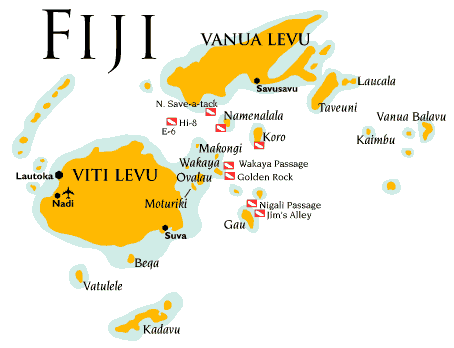 FIJI
VANUA LEVU
Savusavu
Laucala
Taveuni
N. Save-a-tack
Namenalala
Hi-8
E-6
Vanua Balavu
Kaimbu
Koro
Makongi
Wakaya
Wakaya Passage
Ovalau
Golden Rock
Lautoka
VITI LEVU
Nadi
Moturiki
Nigali Passage
Jim's Alley
Gau
Suva
Beqa
Vatulele
Kadavu